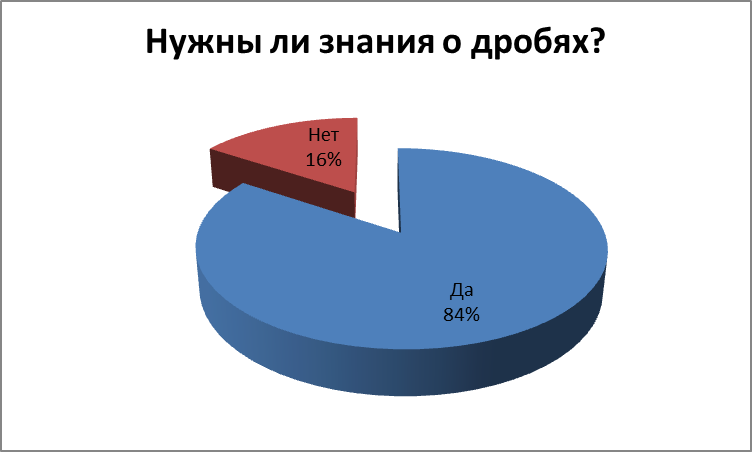 Нужны ли знания о дробях?
Нет
16%
Да
84%